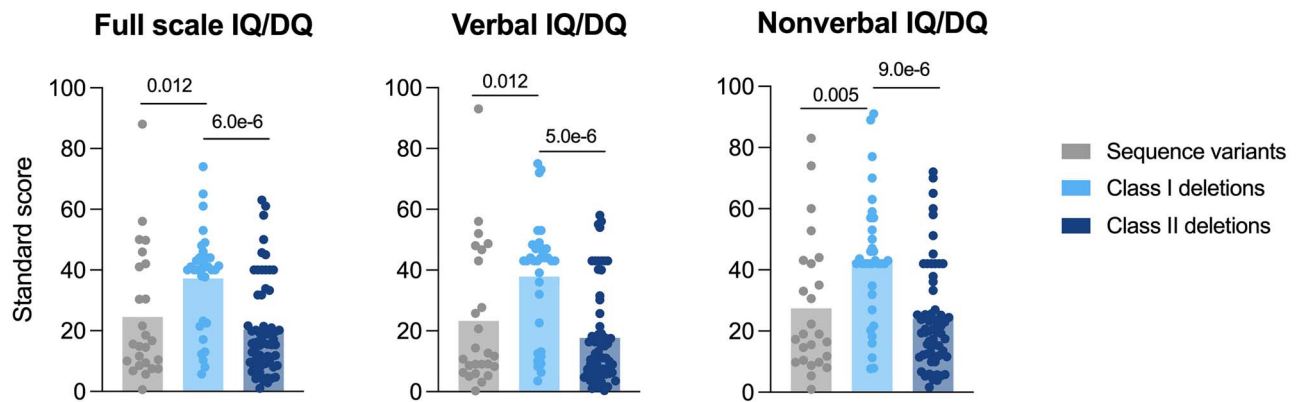 Full scale IQ/DQ
Verbal IQ/DQ
Nonverbal IQ/DQ
Standard score
100
80
60
40
20
0
0.012
6.0e-6
100
80
60
40
20
0
0.012
5.0e-6
100
80
60
40
20
0
0.005
9.0e-6
Sequence variants
Class I deletions
Class II deletions